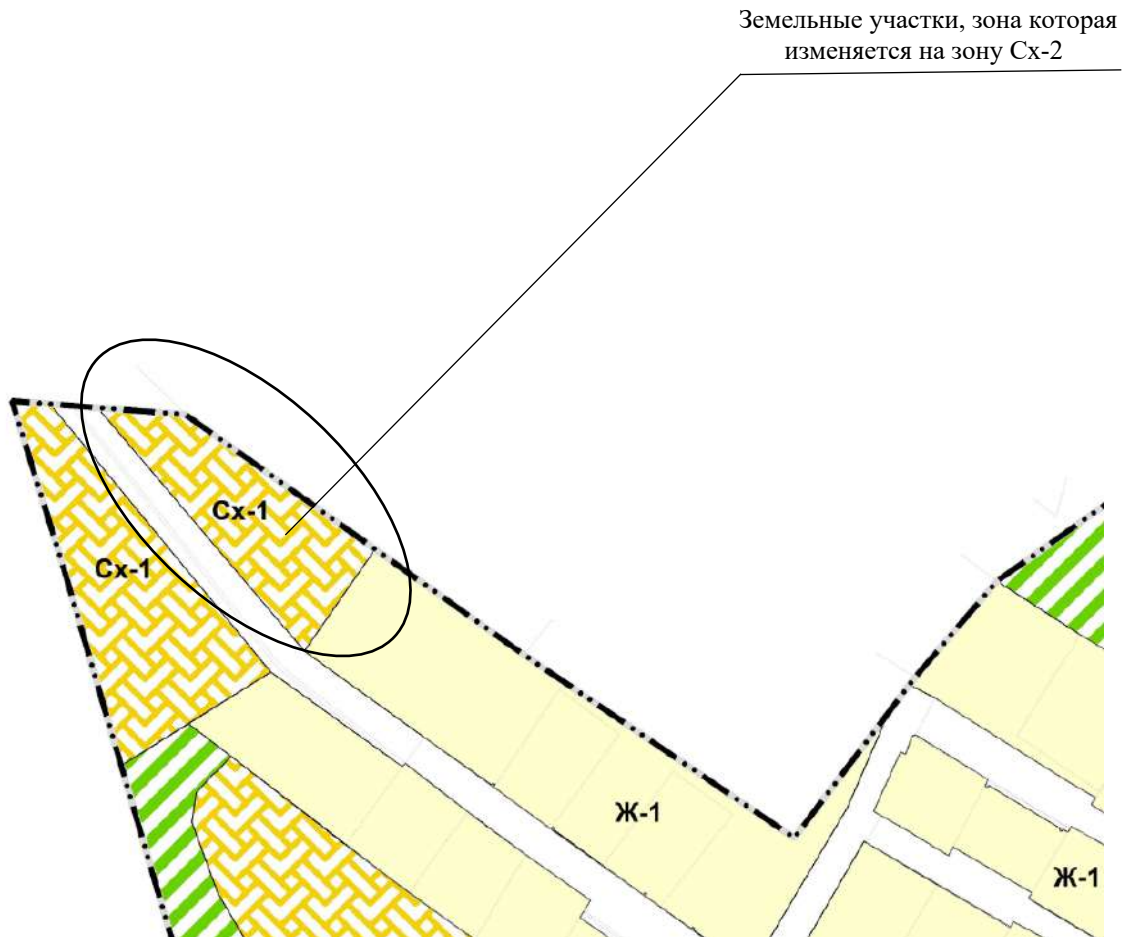 Земельные участки, зона которая
изменяется на зону Сх-2
Сх-1
Сх-1
Ж-1
Ж-1